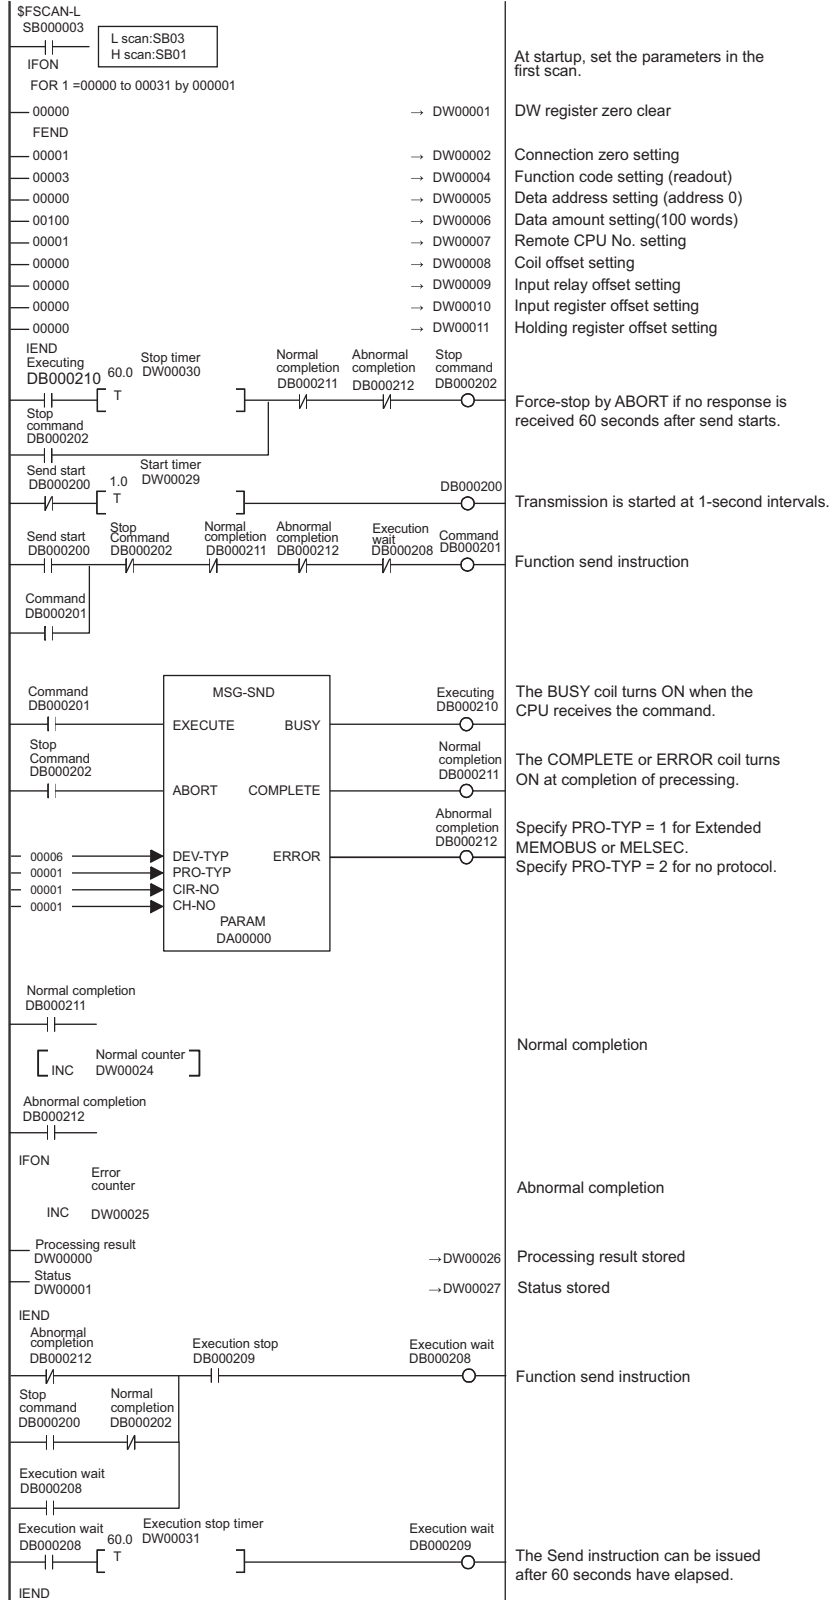 $FSCAN-L
SB000003
L scan:SB03
H scan:SB01
IFON
At startup, set the parameters in the
first scan.
FOR 1 =00000 to 00031 by 000001
00000 → DW00001 DW register zero clear
FEND
00001 → DW00002 Connection zero setting
00003 → DW00004 Function code setting (readout)
00000 → DW00005 Deta address setting (address 0)
00100 → DW00006 Data amount setting(100 words)
00001 → DW00007 Remote CPU No. setting
00000 → DW00008 Coil offset setting
00000 → DW00009 Input relay offset setting
00000 → DW00010 Input register offset setting
00000 → DW00011 Holding register offset setting
IEND
Executing
DB000210
60.0
T
Stop timer
DW00030
Normal
completion
DB000211
Abnormal
completion
DB000212
Stop
command
DB000202
Force-stop by ABORT if no response is
received 60 seconds after send starts.
Stop
command
DB000202
Send start
DB000200
1.0
T
Start timer
DW00029
DB000200
Transmission is started at 1-second intervals.
Send start
DB000200
Stop
Command
DB000202
Normal
completion
DB000211
Abnormal
completion
DB000212
Execution
wait
DB000208
Command
DB000201
Function send instruction
Command
DB000201
Command
DB000201
MSG-SND
EXECUTE BUSY
Executing
DB000210
The BUSY coil turns ON when the
CPU receives the command.
Stop
Command
DB000202
ABORT COMPLETE
Normal
completion
DB000211
The COMPLETE or ERROR coil turns
ON at completion of precessing.
Abnormal
completion
DB000212
00006 DEV-TYP ERROR
00001 PRO-TYP
00001 CIR-NO
00001 CH-NO
PARAM
DA00000
Specify PRO-TYP = 1 for Extended
MEMOBUS or MELSEC.
Specify PRO-TYP = 2 for no protocol.
Normal completion
DB000211
INC
Normal counter
DW00024
Normal completion
Abnormal completion
DB000212
IFON
Error
counter
INC DW00025
Abnormal completion
Processing result
DW00000 →DW00026 Processing result stored
Status
DW00001 →DW00027 Status stored
IEND
Abnormal
completion
DB000212
Execution stop
DB000209
Execution wait
DB000208
Function send instruction
Stop
command
DB000200
Normal
completion
DB000202
Execution wait
DB000208
Execution wait
DB000208
60.0
T
Execution stop timer
DW00031
Execution wait
DB000209
The Send instruction can be issued
after 60 seconds have elapsed.
IEND